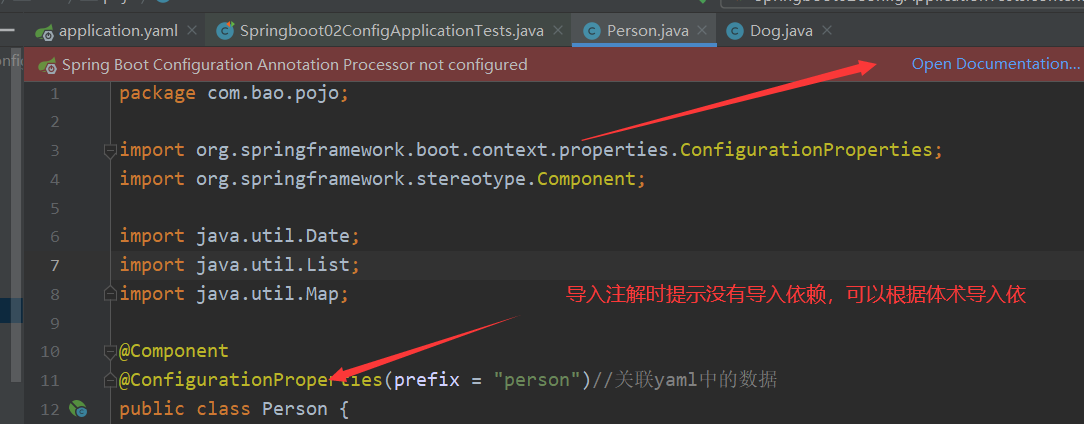 application.yaml Springboot02ConfigApplicationTests.java Person.java Dog.java
Spring Boot Configuration Annotation Processor not configured Open Documentation...
1 package com.bao.pojo;
2
3 import org.springframework.boot.context.properties.ConfigurationProperties;
4 import org.springframework.stereotype.Component;
5
6 import java.util.Date;
7 import java.util.List;
8 import java.util.Map;
导入注解时提示没有导入依赖，可以根据体术导入依
9
10 @Component
11 @ConfigurationProperties(prefix = "person")//关联yaml中的数据
12 public class Person {